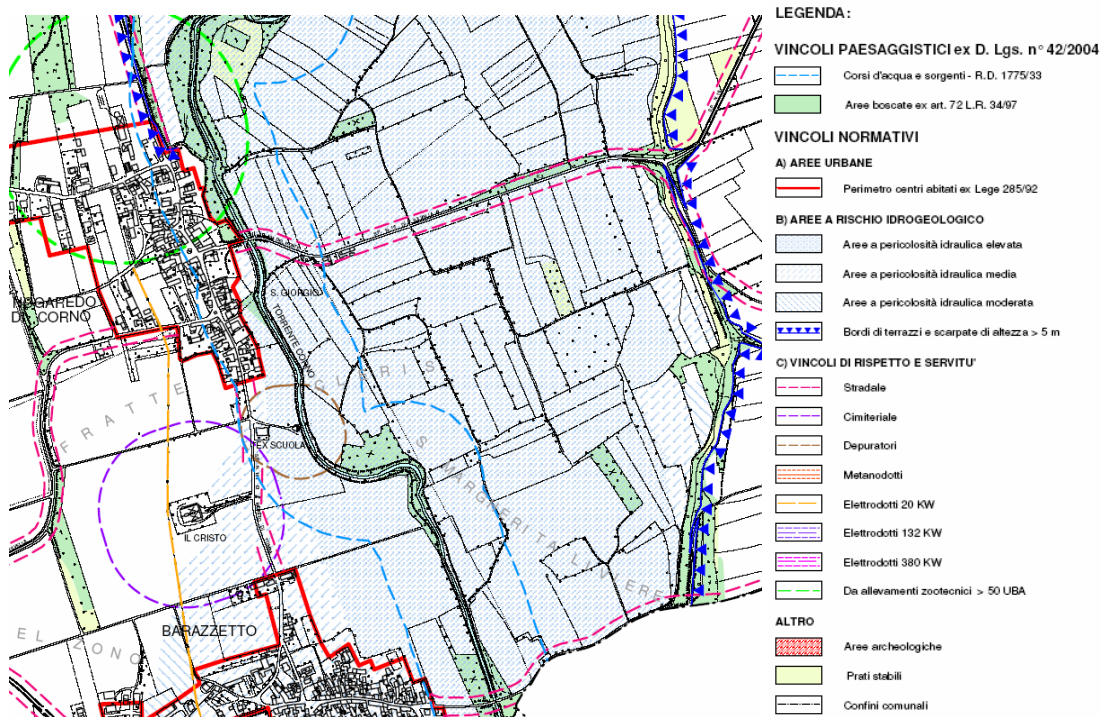 LEGENDA:
VINCOLI PAESAGGISTICI ex D. Lgs. n° 42/2004
Corsi d'acqua e sorgenti - R.D. 1775/33
Aree boscate ex art. 72 L.R. 34/97
VINCOLI NORMATIVI
A) AREE URBANE
Perimetro centri abitati ex Lege 285/92
B) AREE A RISCHIO IDROGEOLOGICO
Aree a pericolosità idraulica elevata
Aree a pericolosità idraulica media
Aree a pericolosità idraulica moderata
Bordi di terrazzi e scarpate di altezza > 5 m
C) VINCOLI DI RISPETTO E SERVITU'
Stradale
Cimiteriale
Depuratori
Metanodotti
Elettrodotti 20 KW
Elettrodotti 132 KW
Elettrodotti 380 KW
Da allevamenti zootecnici > 50 UBA
ALTRO
Aree archeologiche
Prati stabili
Confini comunali
S. GIORGIO
TORRENTE CORNO
CORNO
FRATTE
EX SCUOLA
IL CRISTO
S. MARGHERITA
BARAZZETTO
EL ZONO